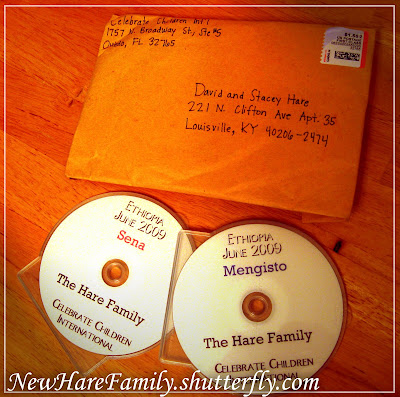 Celebrate Children Int'l
1757 N. Broadway St, Ste #5
Oviedo, FL 32765
David and Stacey Hare
221 N. Clifton Ave Apt. 35
Louisville, KY 40206-2474
Ethiopia
June 2009
Sena
The Hare Family
Celebrate Children
International
Ethiopia
June 2009
Mengisto
The Hare Family
Celebrate Children
International
NewHareFamily.shutterfly.com